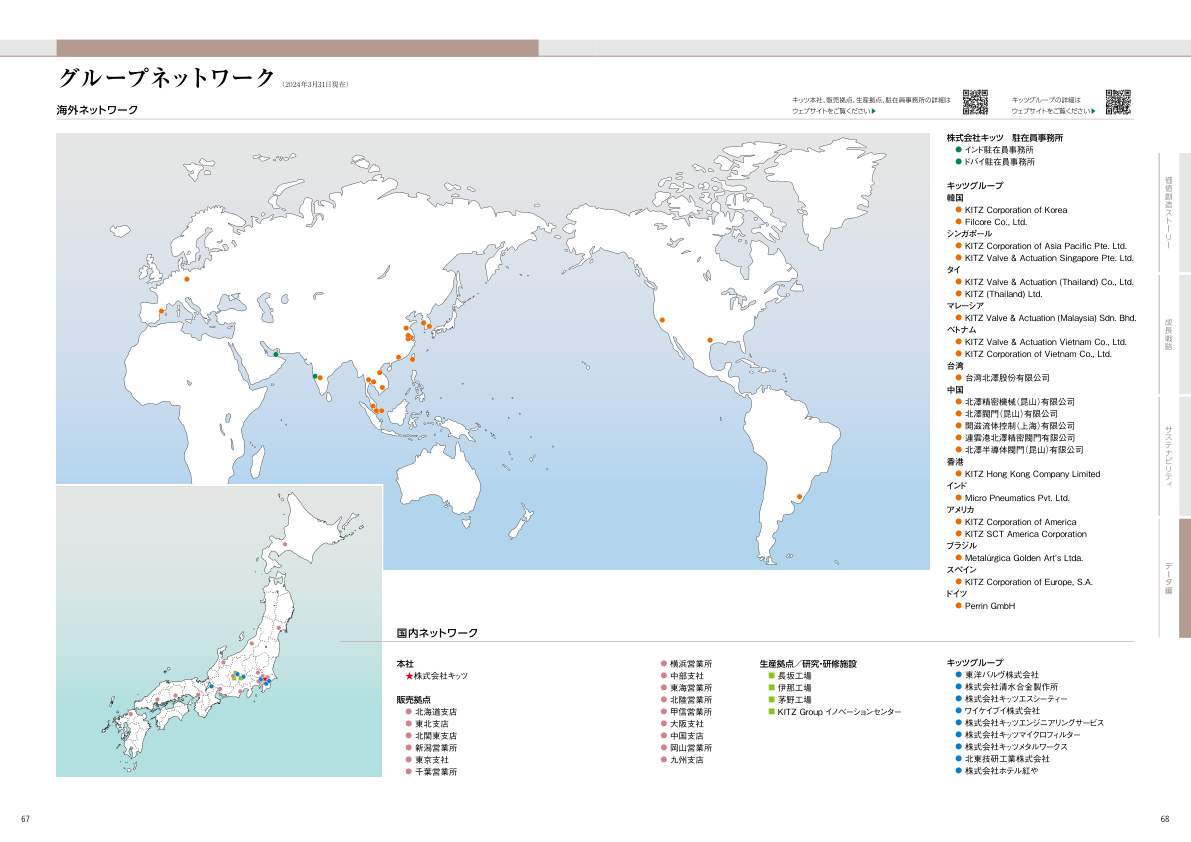 グループネットワーク（2024年3月31日現在）
海外ネットワーク
キッツ本社、販売拠点、生産拠点、駐在員事務所の詳細は
ウェブサイトをご覧ください▶
キッツグループの詳細は
ウェブサイトをご覧ください▶
株式会社キッツ　駐在員事務所
● インド駐在員事務所
● ドバイ駐在員事務所
キッツグループ
韓国
● KITZ Corporation of Korea
● Filcore Co., Ltd.
シンガポール
● KITZ Corporation of Asia Pacific Pte. Ltd.
● KITZ Valve & Actuation Singapore Pte. Ltd.
タイ
● KITZ Valve & Actuation (Thailand) Co., Ltd.
● KITZ (Thailand) Ltd.
マレーシア
● KITZ Valve & Actuation (Malaysia) Sdn. Bhd.
ベトナム
● KITZ Valve & Actuation Vietnam Co., Ltd.
● KITZ Corporation of Vietnam Co., Ltd.
台湾
● 台湾北澤股份有限公司
中国
● 北澤精密機械（昆山）有限公司
● 北澤閥門（昆山）有限公司
● 開滋流体控制（上海）有限公司
● 連雲港北澤精密閥門有限公司
● 北澤半導体閥門（昆山）有限公司
香港
● KITZ Hong Kong Company Limited
インド
● Micro Pneumatics Pvt. Ltd.
アメリカ
● KITZ Corporation of America
● KITZ SCT America Corporation
ブラジル
● Metalúrgica Golden Art's Ltda.
スペイン
● KITZ Corporation of Europe, S.A.
ドイツ
● Perrin GmbH
価値創造ストーリー
成長戦略
サステナビリティ
データ編
国内ネットワーク
本社
★株式会社キッツ
販売拠点
● 北海道支店
● 東北支店
● 北関東支店
● 新潟営業所
● 東京支社
● 千葉営業所
● 横浜営業所
● 中部支社
● 東海営業所
● 北陸営業所
● 甲信営業所
● 大阪支社
● 中国支店
● 岡山営業所
● 九州支店
生産拠点／研究・研修施設
■ 長坂工場
■ 伊那工場
■ 茅野工場
■ KITZ Group イノベーションセンター
キッツグループ
● 東洋バルヴ株式会社
● 株式会社清水合金製作所
● 株式会社キッツエスシーティー
● ワイケイブイ株式会社
● 株式会社キッツエンジニアリングサービス
● 株式会社キッツマイクロフィルター
● 株式会社キッツメタルワークス
● 北東技研工業株式会社
● 株式会社ホテル紅や
67
68